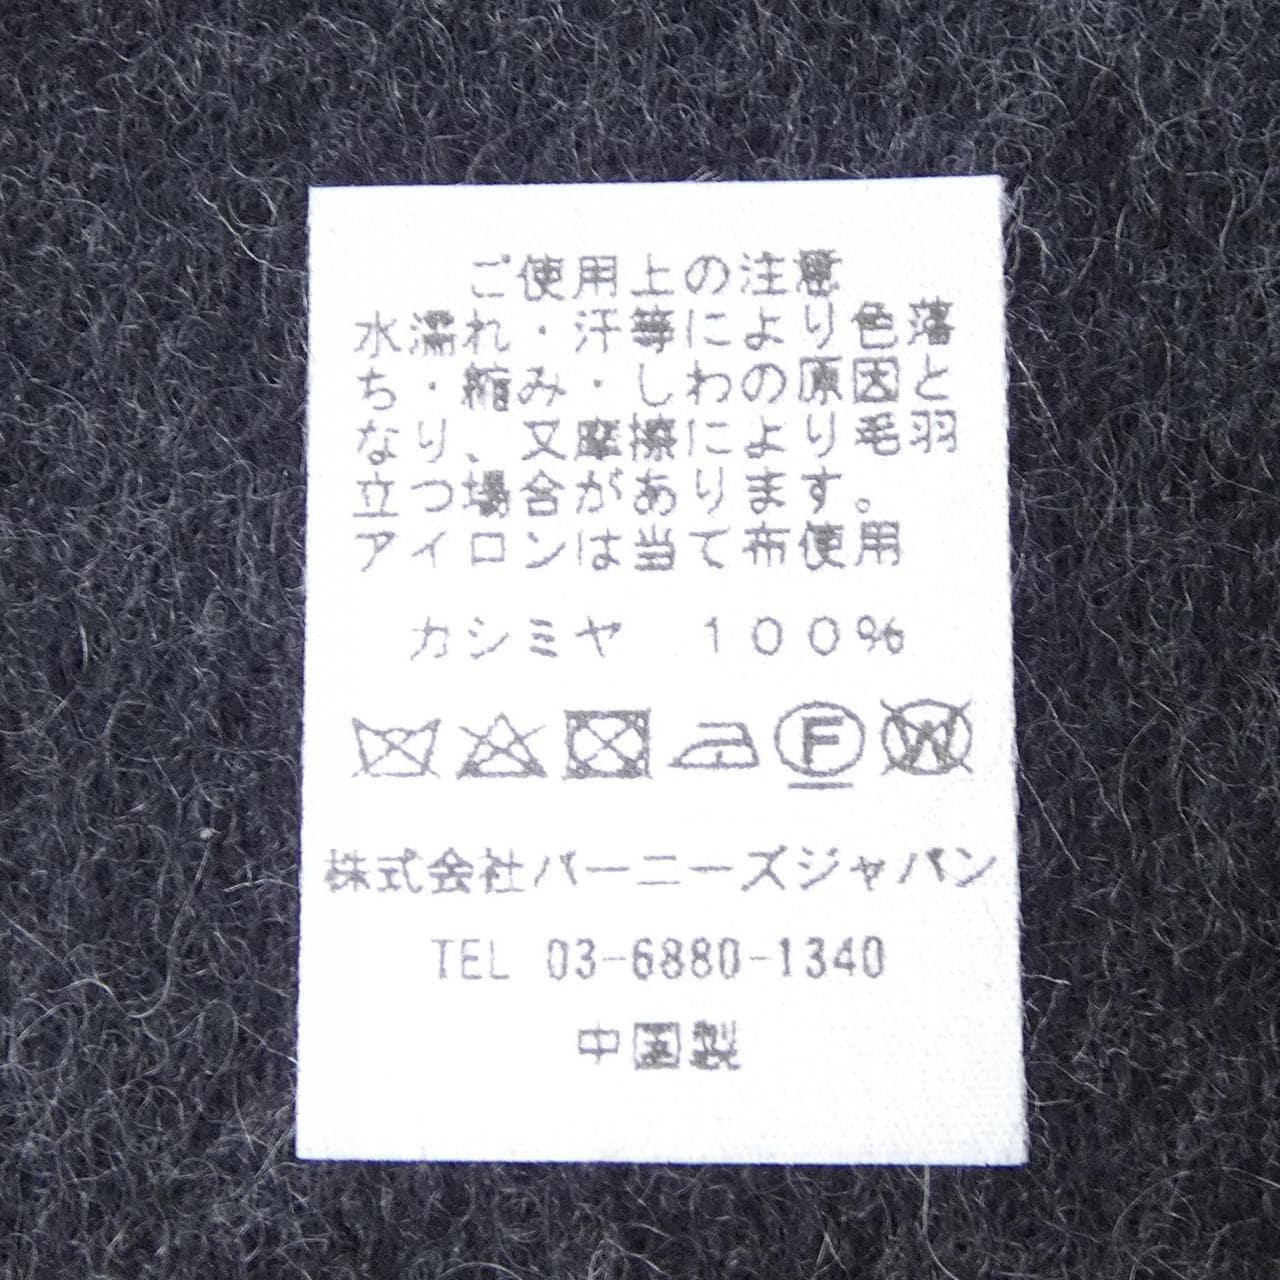 ご使用上の注意
水濡れ・汗等により色落
ち・縮み・しわの原因と
なり、又摩擦により毛羽
立つ場合があります。
アイロンは当て布使用
カシミヤ　１００％
F W
株式会社バーニーズジャパン
TEL 03-6880-1340
中国製